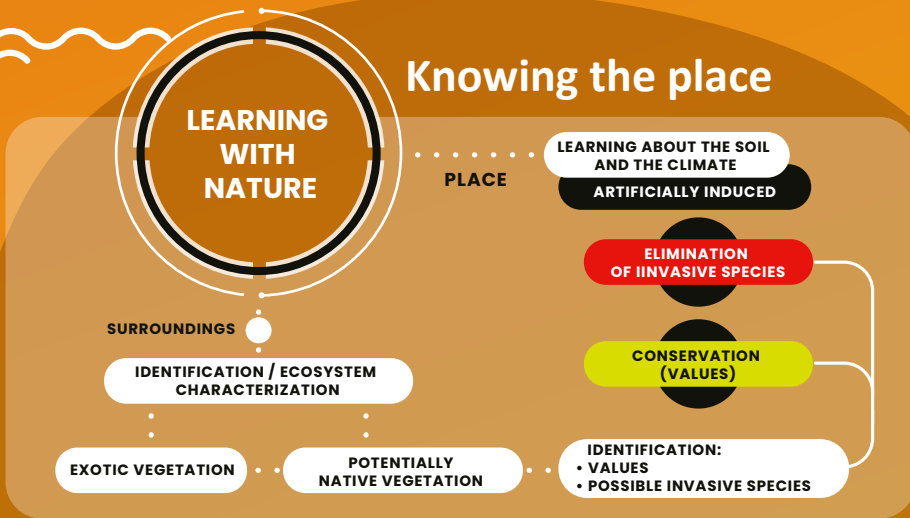 Knowing the place
LEARNING
WITH
NATURE
PLACE
LEARNING ABOUT THE SOIL
AND THE CLIMATE
ARTIFICIALLY INDUCED
ELIMINATION
OF IINVASIVE SPECIES
CONSERVATION
(VALUES)
SURROUNDINGS
IDENTIFICATION / ECOSYSTEM
CHARACTERIZATION
EXOTIC VEGETATION
POTENTIALLY
NATIVE VEGETATION
IDENTIFICATION:
• VALUES
• POSSIBLE INVASIVE SPECIES